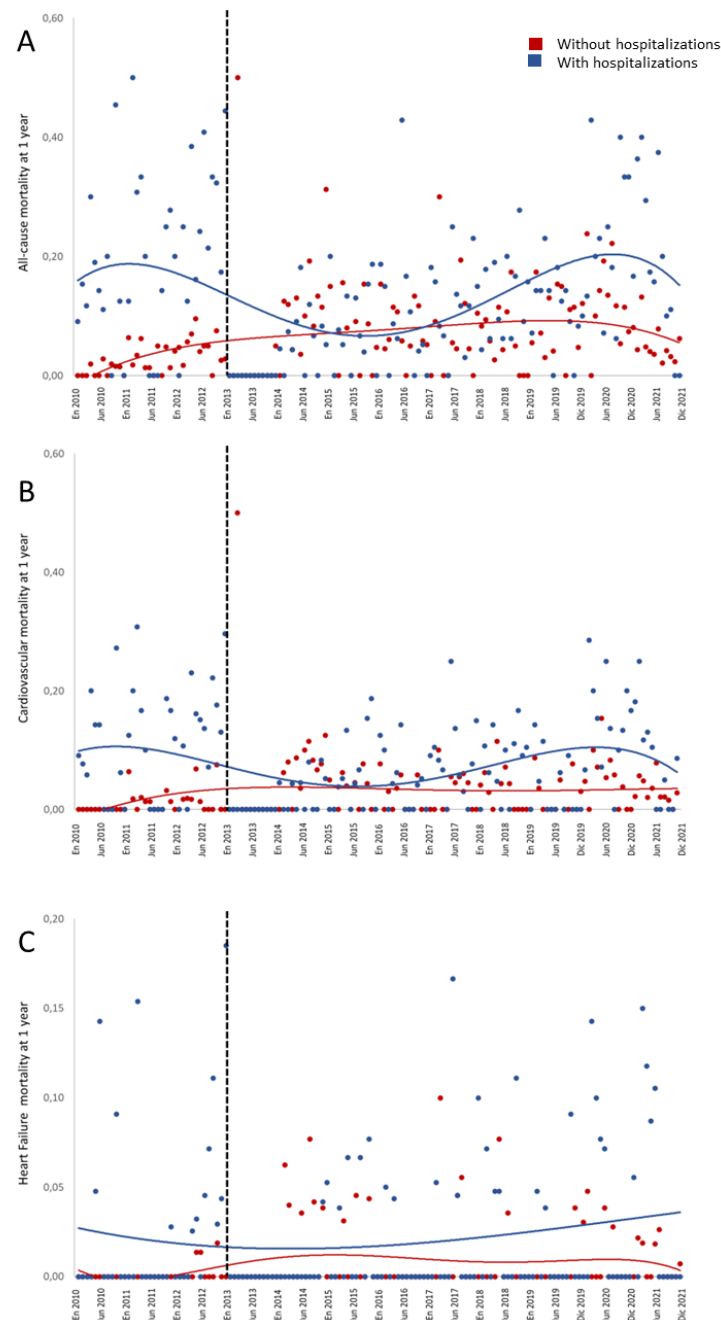 A
Without hospitalizations
With hospitalizations
All-cause mortality at 1 year
0,60
0,40
0,20
0,00
En 2010
Jun 2010
En 2011
Jun 2011
En 2012
Jun 2012
En 2013
Jun 2013
En 2014
Jun 2014
En 2015
Jun 2015
En 2016
Jun 2016
En 2017
Jun 2017
En 2018
Jun 2018
En 2019
Jun 2019
Dic 2019
Jun 2020
Dic 2020
Jun 2021
Dic 2021
B
Cardiovascular mortality at 1 year
0,60
0,40
0,20
0,00
En 2010
Jun 2010
En 2011
Jun 2011
En 2012
Jun 2012
En 2013
Jun 2013
En 2014
Jun 2014
En 2015
Jun 2015
En 2016
Jun 2016
En 2017
Jun 2017
En 2018
Jun 2018
En 2019
Jun 2019
Dic 2019
Jun 2020
Dic 2020
Jun 2021
Dic 2021
C
Heart Failure mortality at 1 year
0,20
0,15
0,10
0,05
0,00
En 2010
Jun 2010
En 2011
Jun 2011
En 2012
Jun 2012
En 2013
Jun 2013
En 2014
Jun 2014
En 2015
Jun 2015
En 2016
Jun 2016
En 2017
Jun 2017
En 2018
Jun 2018
En 2019
Jun 2019
Dic 2019
Jun 2020
Dic 2020
Jun 2021
Dic 2021